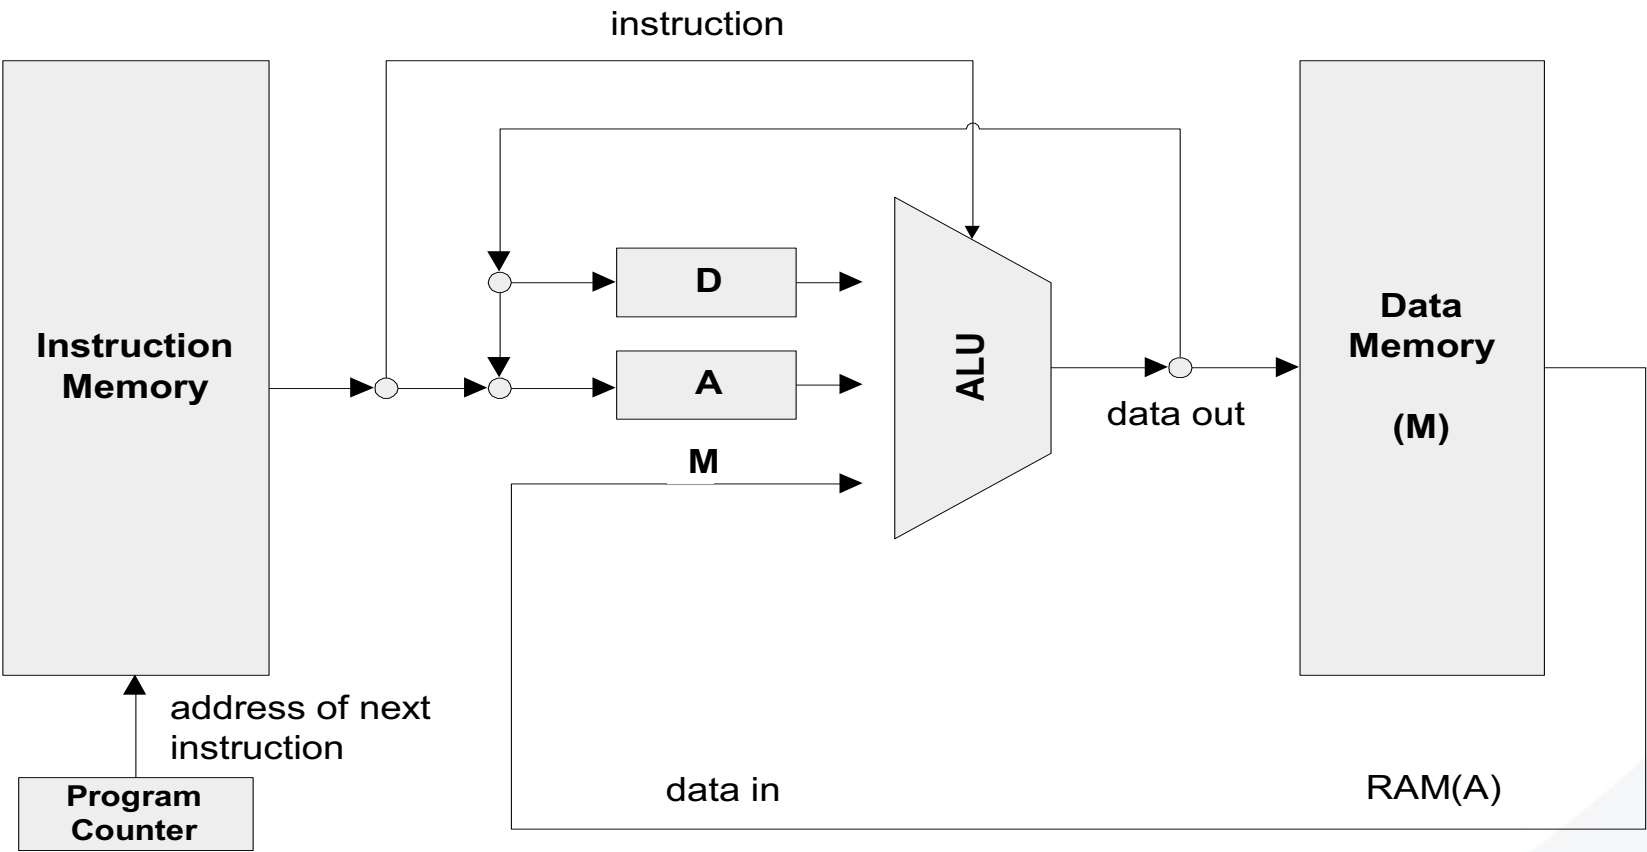 instruction
Instruction
Memory
D
A
M
ALU
data out
Data
Memory
(M)
address of next
instruction
Program
Counter
data in
RAM(A)